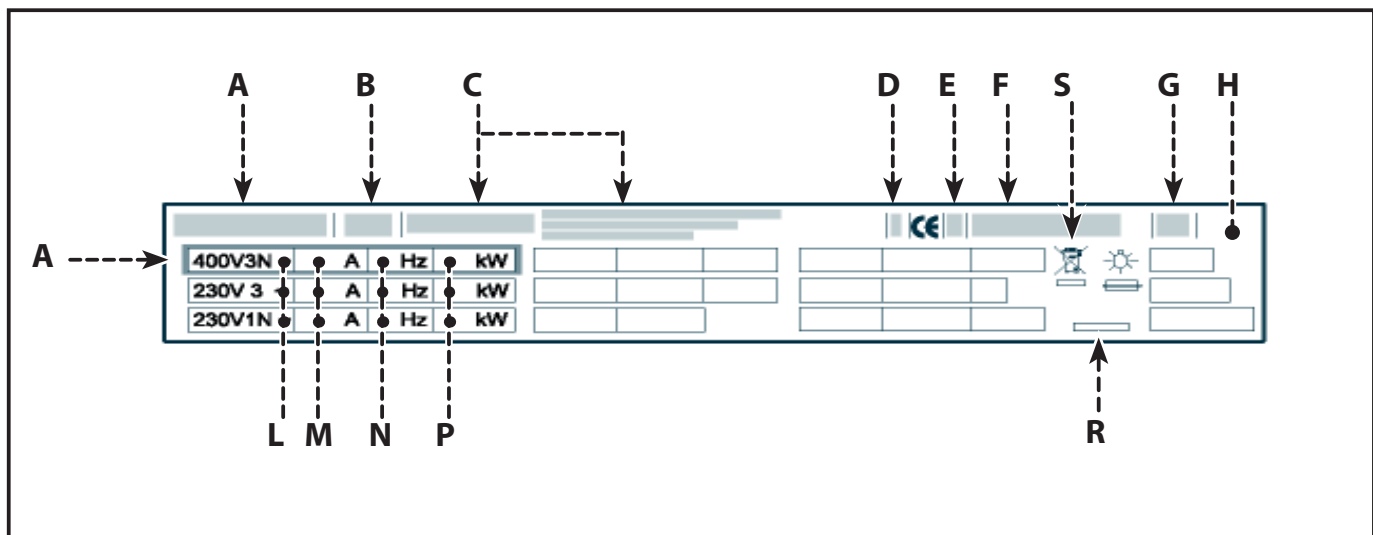 A B C D E F S G H
CE
A
400V3N A Hz kW
230V 3 A Hz kW
230V1N A Hz kW
L M N P R